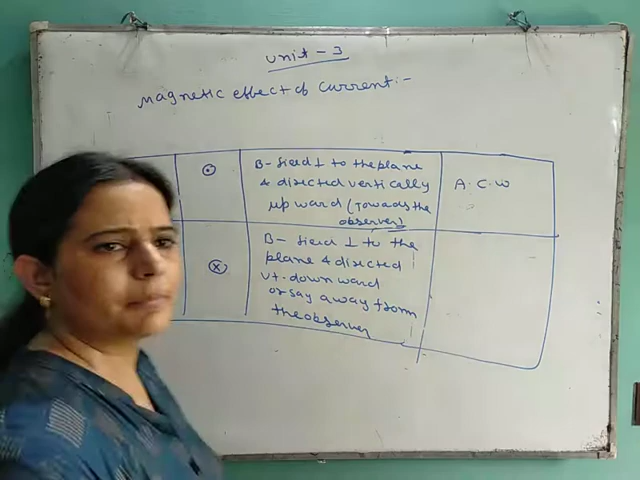 Unit - 3
Magnetic effect of current :-
B- field ⊥ to the plane
& directed vertically
up ward (Towards the
observer)
A.C.W
B- field ⊥ to the
plane & directed
vt. down ward
or say away from
the observer